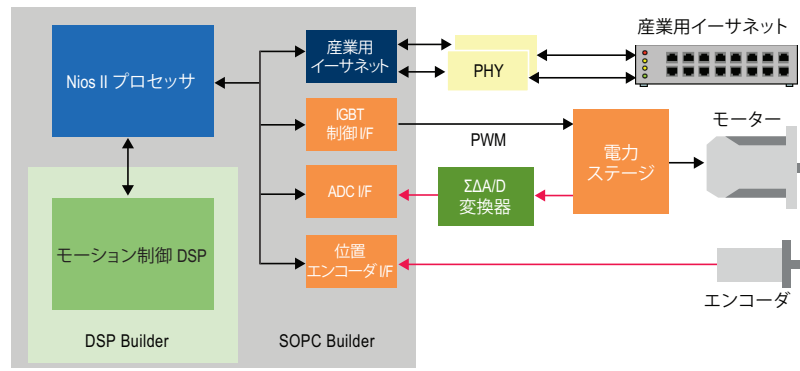 Nios II プロセッサ
モーション制御 DSP
DSP Builder
SOPC Builder
産業用
イーサネット
IGBT
制御 I/F
ADC I/F
位置
エンコーダ I/F
PHY
PWM
ΣΔA/D
変換器
電力
ステージ
産業用イーサネット
モーター
エンコーダ